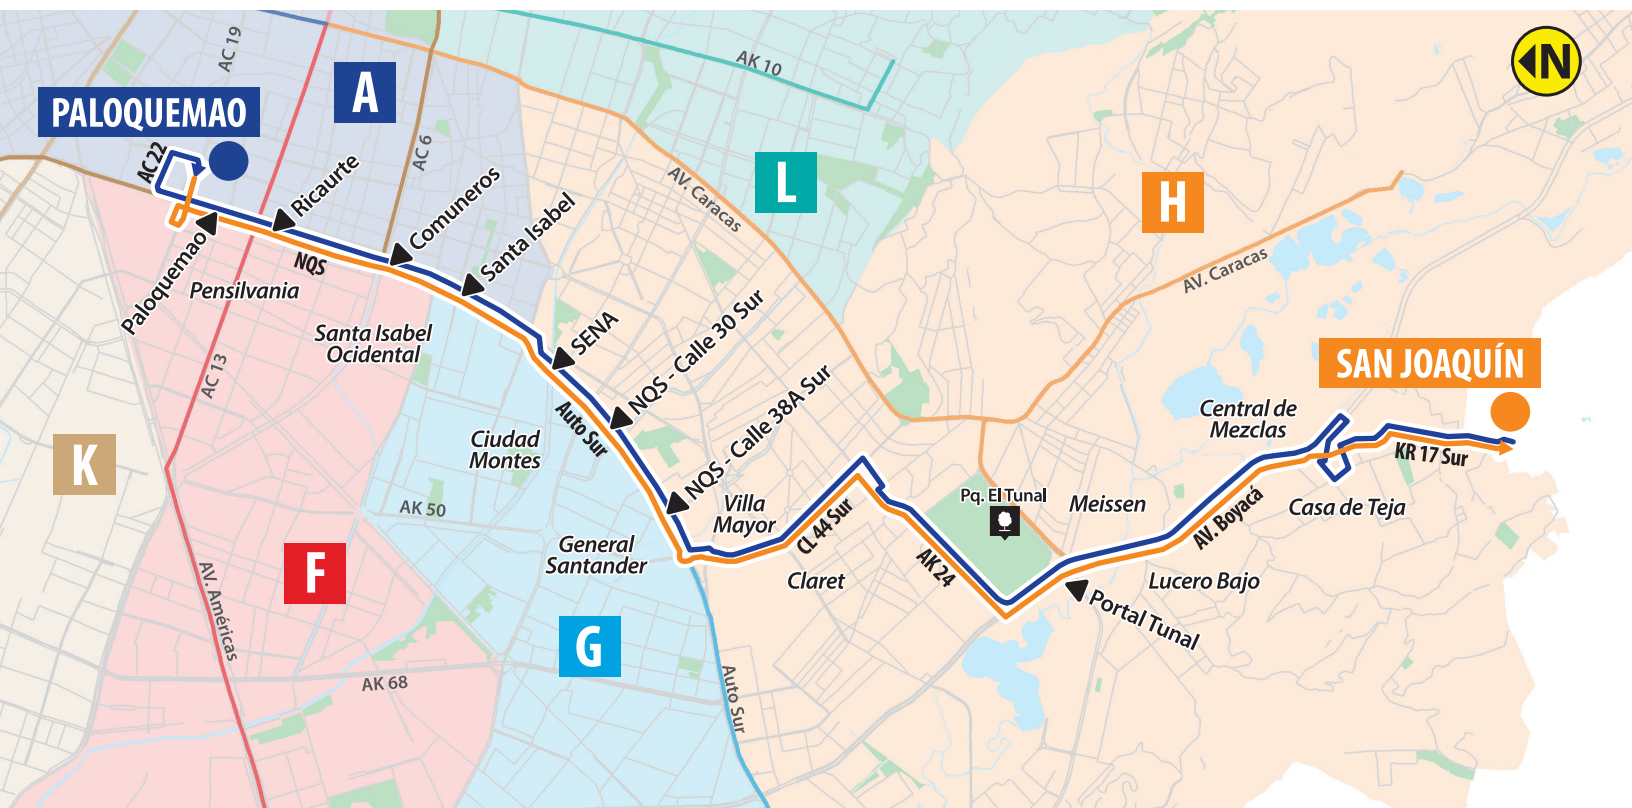 AC 19
AK 10
N
A
PALOQUEMAO
AC 22
AC 6
Ricaurte
Comuneros
L
AV. Caracas
H
Santa Isabel
Paloquemao
NQS
Pensilvania
AV. Caracas
Santa Isabel
Ocidental
SENA
NQS - Calle 30 Sur
AC 13
SAN JOAQUÍN
NQS - Calle 38A Sur
Auto Sur
Central de
Mezclas
K
Ciudad
Montes
KR 17 Sur
AK 50
Villa
Mayor
CL 44 Sur
Pq. El Tunal
Meissen
AV. Boyacá
Casa de Teja
General
Santander
F
Claret
AK 24
Lucero Bajo
AV. Américas
Portal Tunal
G
AK 68
Auto Sur